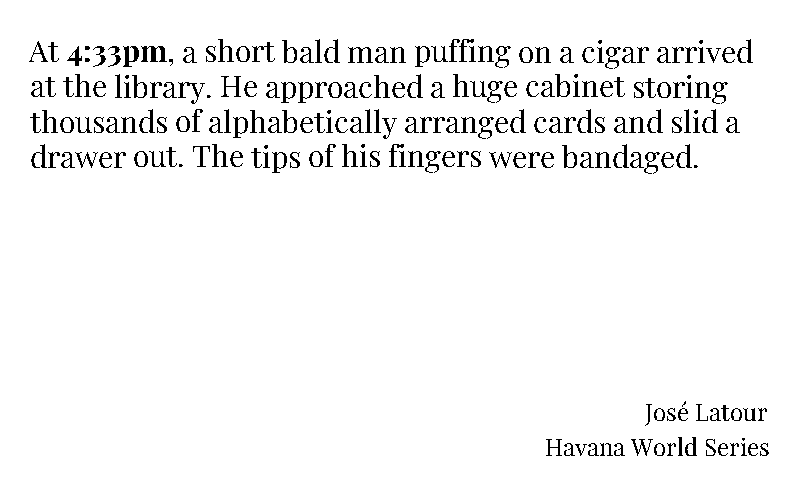 At 4:33pm, a short bald man puffing on a cigar arrived
at the library. He approached a huge cabinet storing
thousands of alphabetically arranged cards and slid a
drawer out. The tips of his fingers were bandaged.
José Latour
Havana World Series